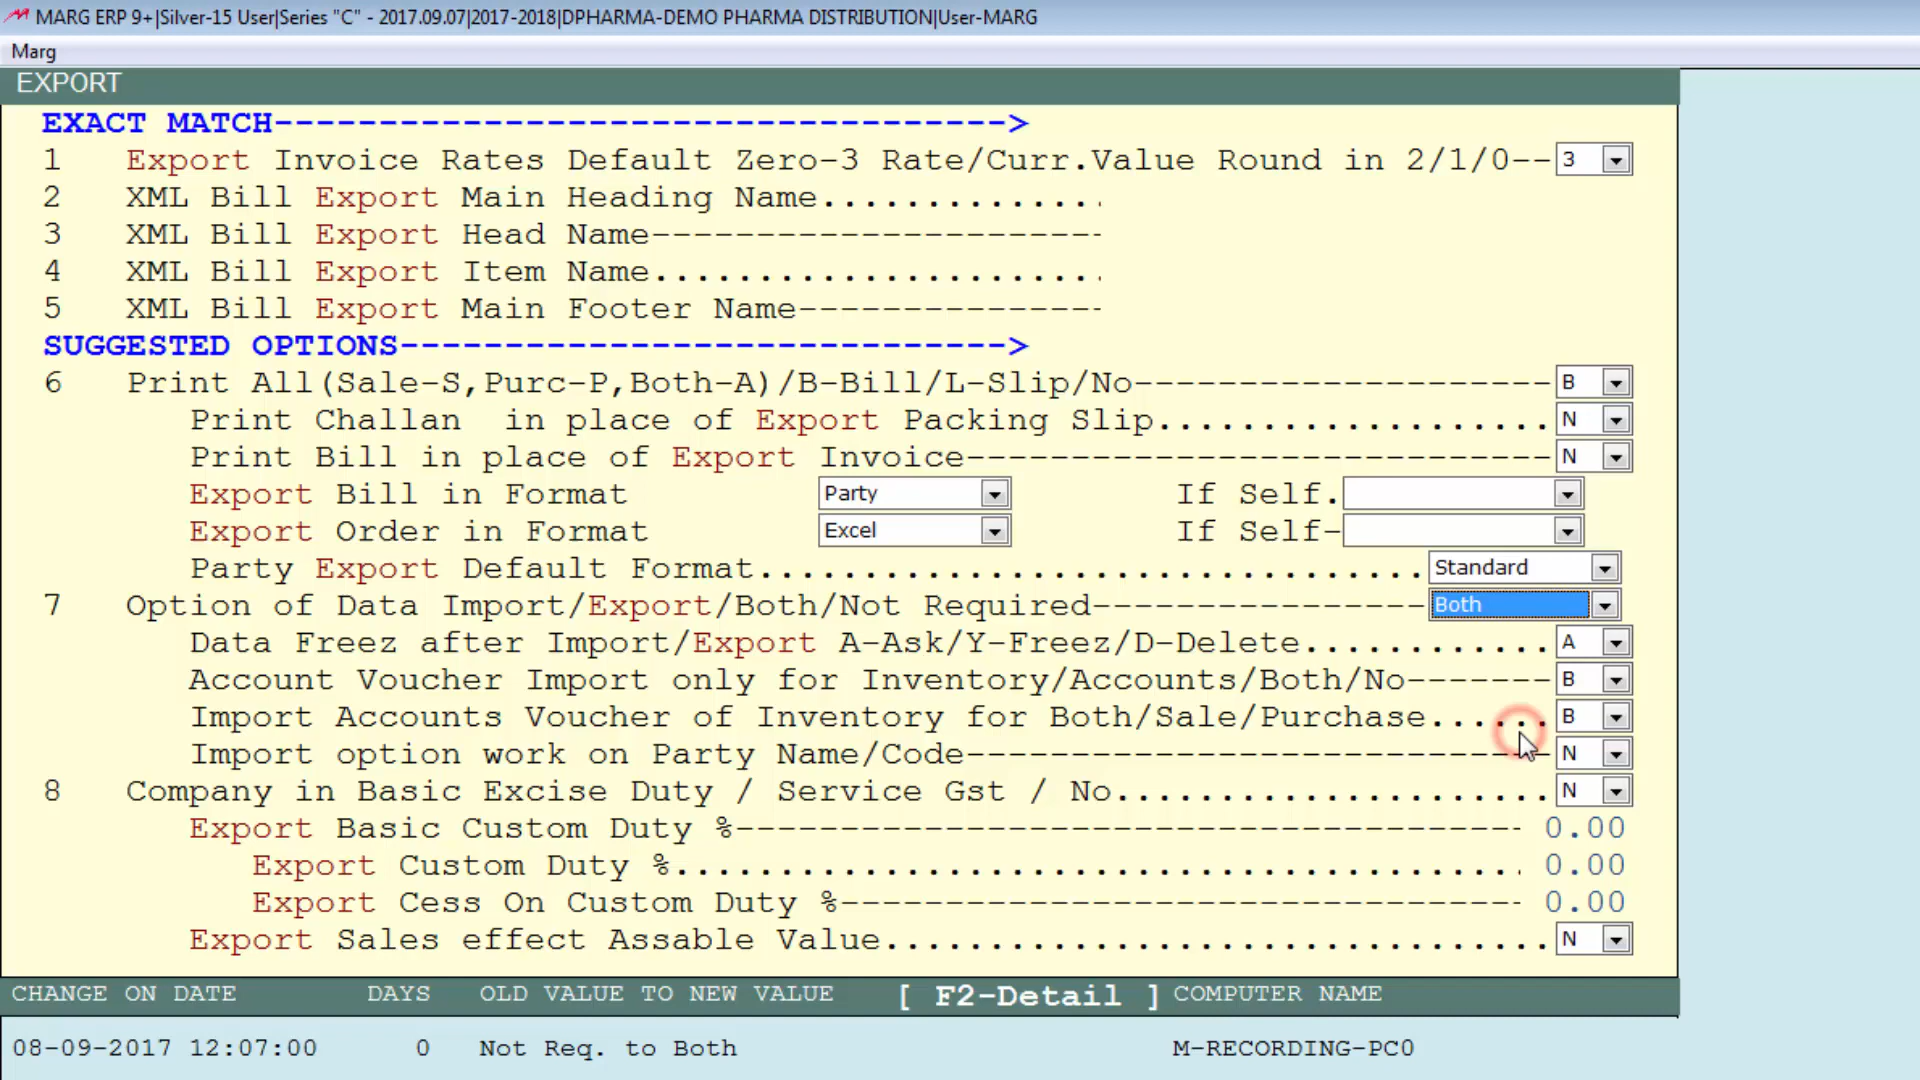 MARG ERP 9+|Silver-15 User|Series "C" - 2017.09.07|2017-2018|DPHARMA-DEMO PHARMA DISTRIBUTION|User-MARG
Marg
EXPORT
EXACT MATCH----------------------------------->
1 Export Invoice Rates Default Zero-3 Rate/Curr.Value Round in 2/1/0-- 3
2 XML Bill Export Main Heading Name..............
3 XML Bill Export Head Name----------------------
4 XML Bill Export Item Name......................
5 XML Bill Export Main Footer Name---------------
SUGGESTED OPTIONS----------------------------->
6 Print All(Sale-S,Purc-P,Both-A)/B-Bill/L-Slip/No-------------------- B
Print Challan in place of Export Packing Slip................... N
Print Bill in place of Export Invoice---------------------------- N
Export Bill in Format Party If Self.
Export Order in Format Excel If Self-
Party Export Default Format................................ Standard
7 Option of Data Import/Export/Both/Not Required---------------- Both
Data Freez after Import/Export A-Ask/Y-Freez/D-Delete............ A
Account Voucher Import only for Inventory/Accounts/Both/No------- B
Import Accounts Voucher of Inventory for Both/Sale/Purchase...... B
Import option work on Party Name/Code---------------------------- N
8 Company in Basic Excise Duty / Service Gst / No..................... N
Export Basic Custom Duty %-------------------------------------- 0.00
Export Custom Duty %......................................... 0.00
Export Cess On Custom Duty %--------------------------------- 0.00
Export Sales effect Assable Value................................ N
CHANGE ON DATE DAYS OLD VALUE TO NEW VALUE [ F2-Detail ] COMPUTER NAME
08-09-2017 12:07:00 0 Not Req. to Both M-RECORDING-PC0